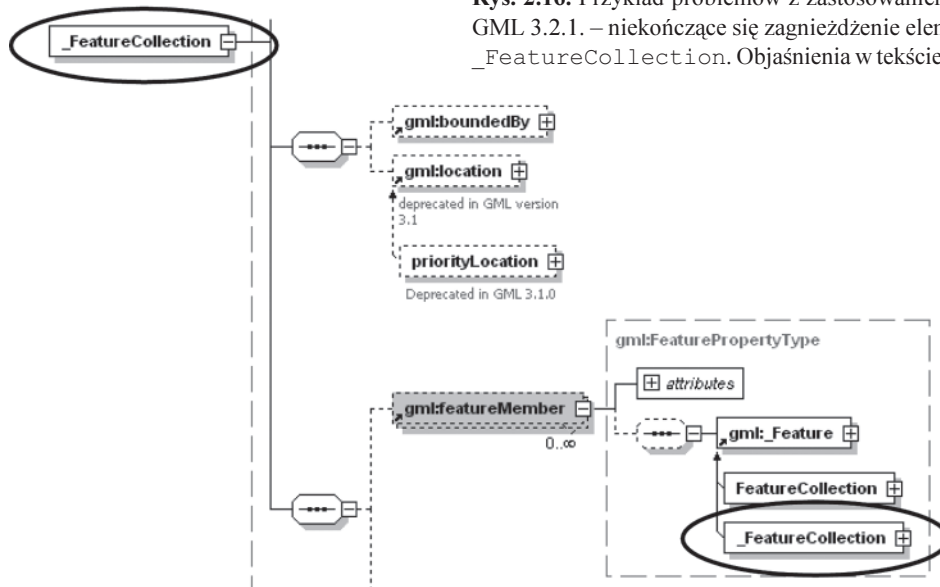 Rys. 2.16. Przykład problemów z zastosowaniem
GML 3.2.1. – niekończące się zagnieżdżenie
_FeatureCollection. Objaśnienia w tekście
_FeatureCollection
gml:boundedBy
gml:location
deprecated in GML version
3.1
priorityLocation
Deprecated in GML 3.1.0
gml:FeaturePropertyType
attributes
gml:featureMember
0..∞
gml:_Feature
FeatureCollection
_FeatureCollection